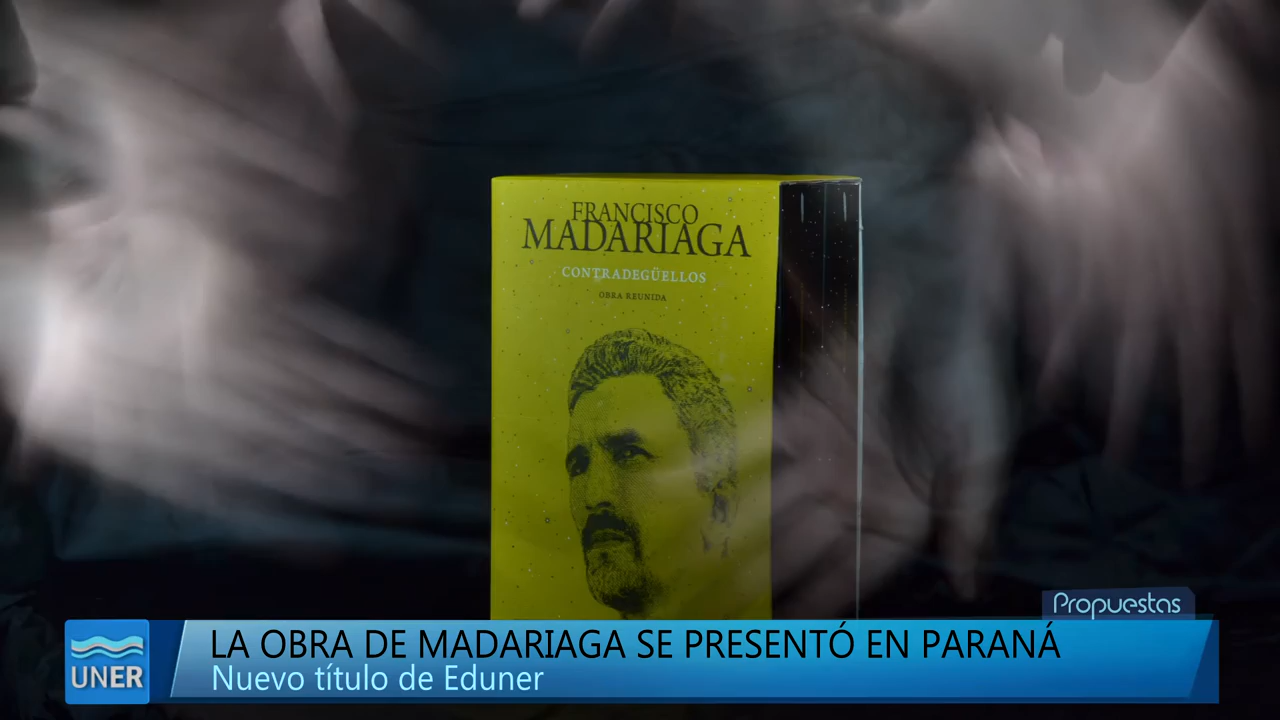 FRANCISCO
MADARIAGA
CONTRADEGÜELLOS
OBRA REUNIDA
Propuestas
UNER
LA OBRA DE MADARIAGA SE PRESENTÓ EN PARANÁ
Nuevo título de Eduner